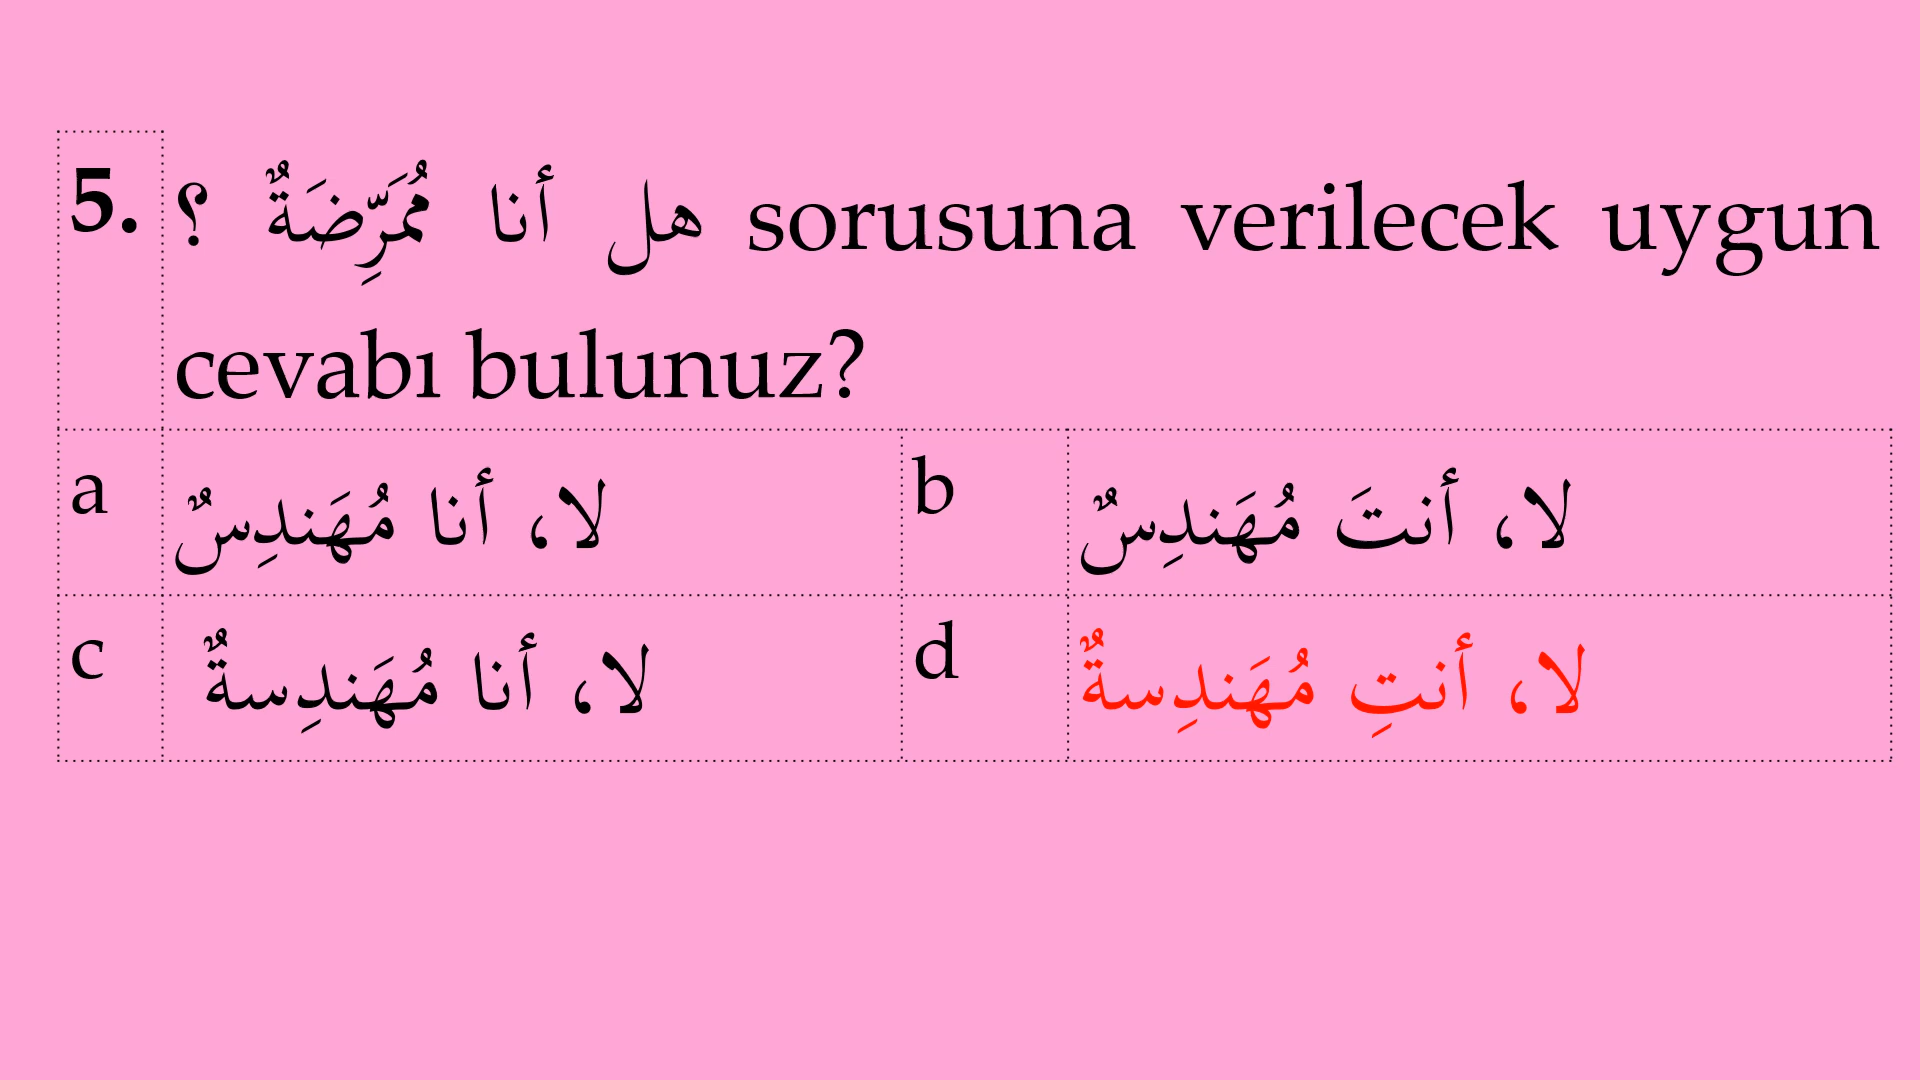 5. هل أنا مُمَرِّضَةٌ ؟ sorusuna verilecek uygun
cevabı bulunuz?
a لا، أنا مُهَندِسٌ b لا، أنتَ مُهَندِسٌ
c لا، أنا مُهَندِسةٌ d لا، أنتِ مُهَندِسةٌ